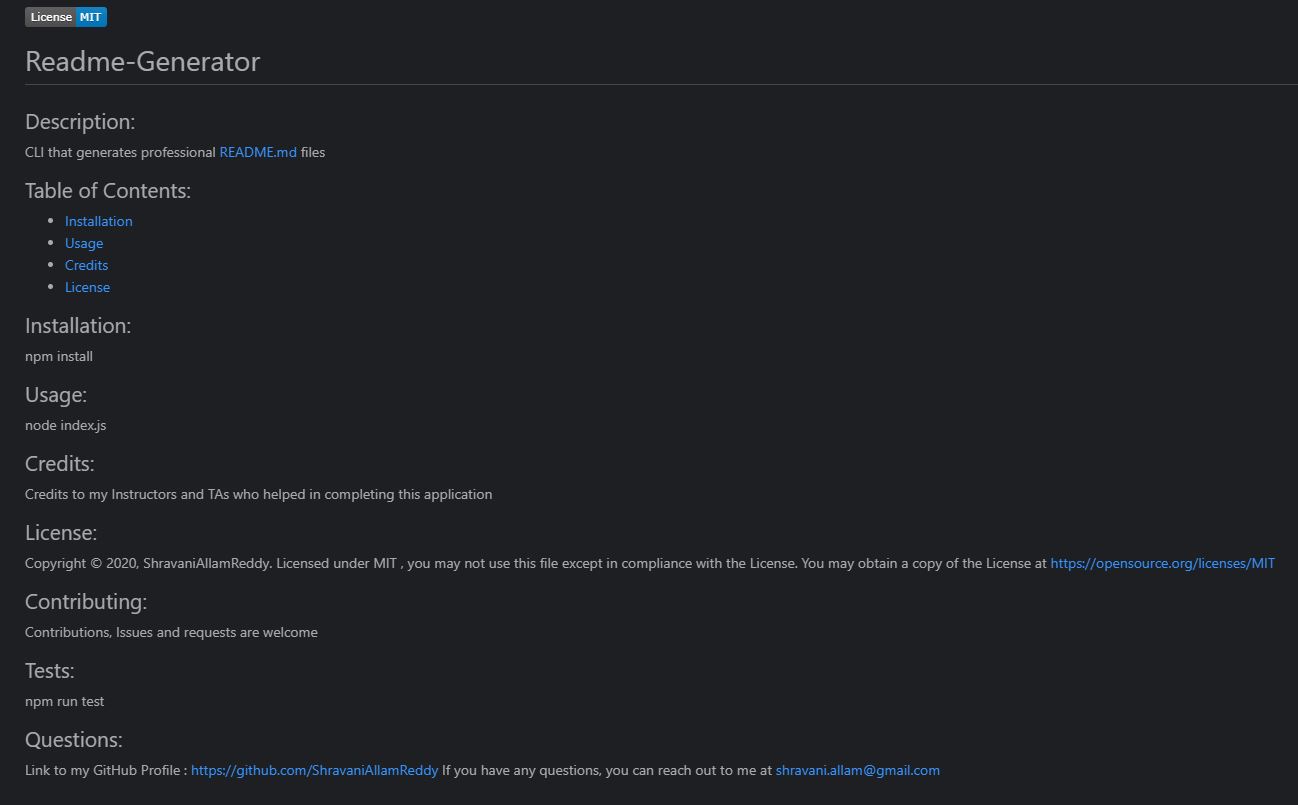 License MIT
Readme-Generator
Description:
CLI that generates professional README.md files
Table of Contents:
Installation
Usage
Credits
License
Installation:
npm install
Usage:
node index.js
Credits:
Credits to my Instructors and TAs who helped in completing this application
License:
Copyright © 2020, ShravaniAllamReddy. Licensed under MIT , you may not use this file except in compliance with the License. You may obtain a copy of the License at https://opensource.org/licenses/MIT
Contributing:
Contributions, Issues and requests are welcome
Tests:
npm run test
Questions:
Link to my GitHub Profile : https://github.com/ShravaniAllamReddy If you have any questions, you can reach out to me at shravani.allam@gmail.com